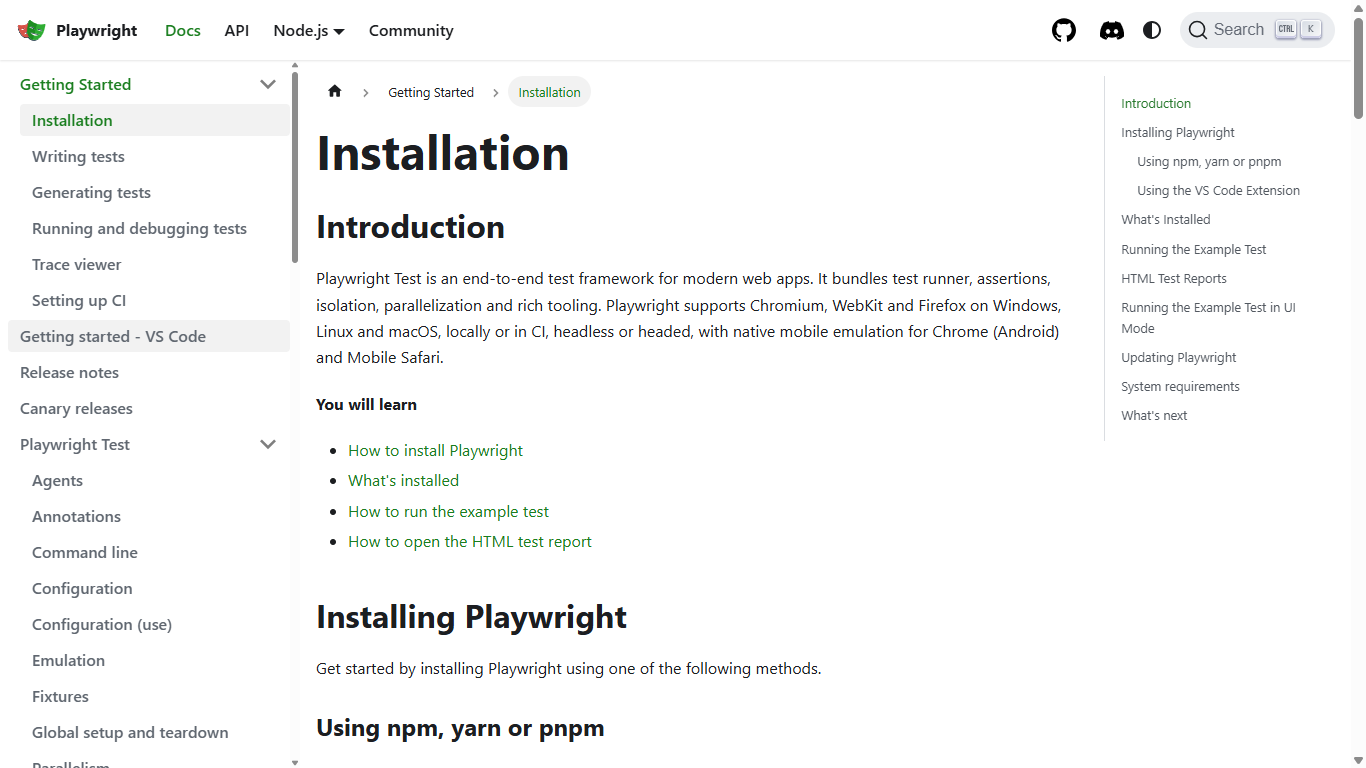 Playwright
Docs
API
Node.js
Community
Search
CTRL
K
Getting Started
Installation
Writing tests
Generating tests
Running and debugging tests
Trace viewer
Setting up CI
Getting started - VS Code
Release notes
Canary releases
Playwright Test
Agents
Annotations
Command line
Configuration
Configuration (use)
Emulation
Fixtures
Global setup and teardown
Parallelism
Getting Started
Installation
Installation
Introduction
Playwright Test is an end-to-end test framework for modern web apps. It bundles test runner, assertions,
isolation, parallelization and rich tooling. Playwright supports Chromium, WebKit and Firefox on Windows,
Linux and macOS, locally or in CI, headless or headed, with native mobile emulation for Chrome (Android)
and Mobile Safari.
You will learn
How to install Playwright
What's installed
How to run the example test
How to open the HTML test report
Installing Playwright
Get started by installing Playwright using one of the following methods.
Using npm, yarn or pnpm
Introduction
Installing Playwright
Using npm, yarn or pnpm
Using the VS Code Extension
What's Installed
Running the Example Test
HTML Test Reports
Running the Example Test in UI
Mode
Updating Playwright
System requirements
What's next